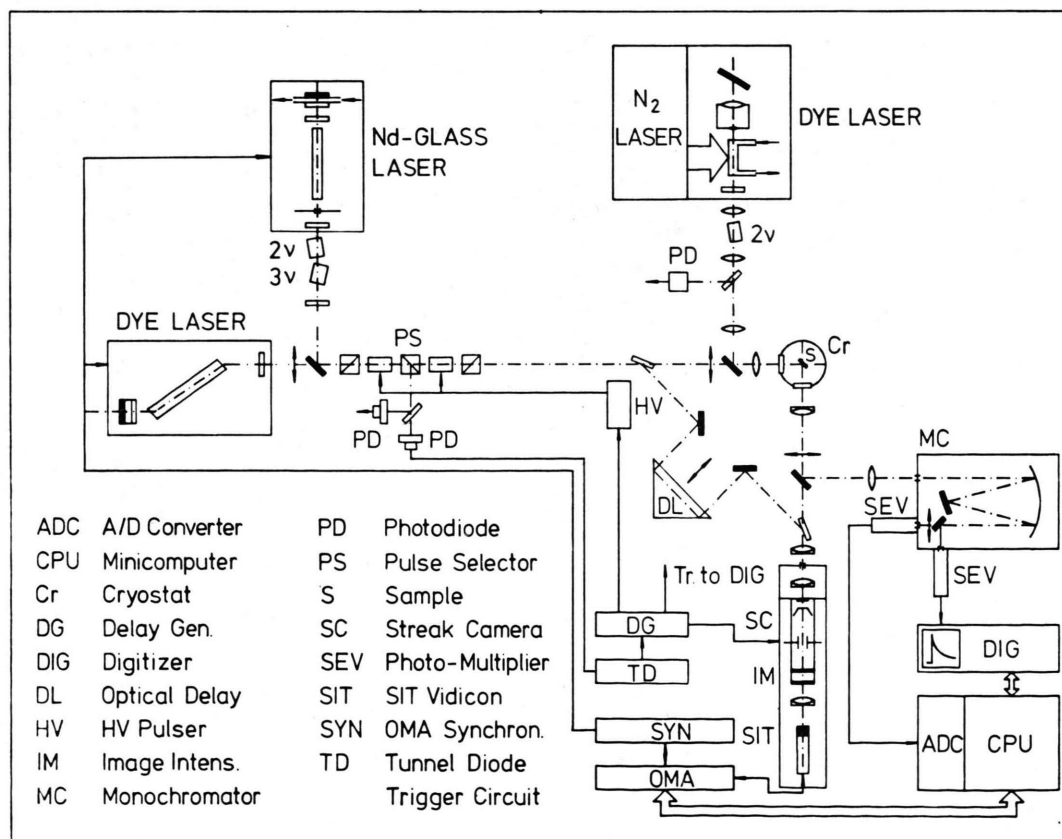 N₂
LASER
DYE LASER
Nd-GLASS
LASER
2ν
3ν
2ν
PD
DYE LASER
PS
S
Cr
HV
PD
PD
MC
DL
SEV
SEV
Tr. to DIG
DG
SC
TD
IM
DIG
SYN
SIT
ADC
CPU
OMA
ADC A/D Converter
CPU Minicomputer
Cr Cryostat
DG Delay Gen.
DIG Digitizer
DL Optical Delay
HV HV Pulser
IM Image Intens.
MC Monochromator
PD Photodiode
PS Pulse Selector
S Sample
SC Streak Camera
SEV Photo-Multiplier
SIT SIT Vidicon
SYN OMA Synchron.
TD Tunnel Diode
Trigger Circuit